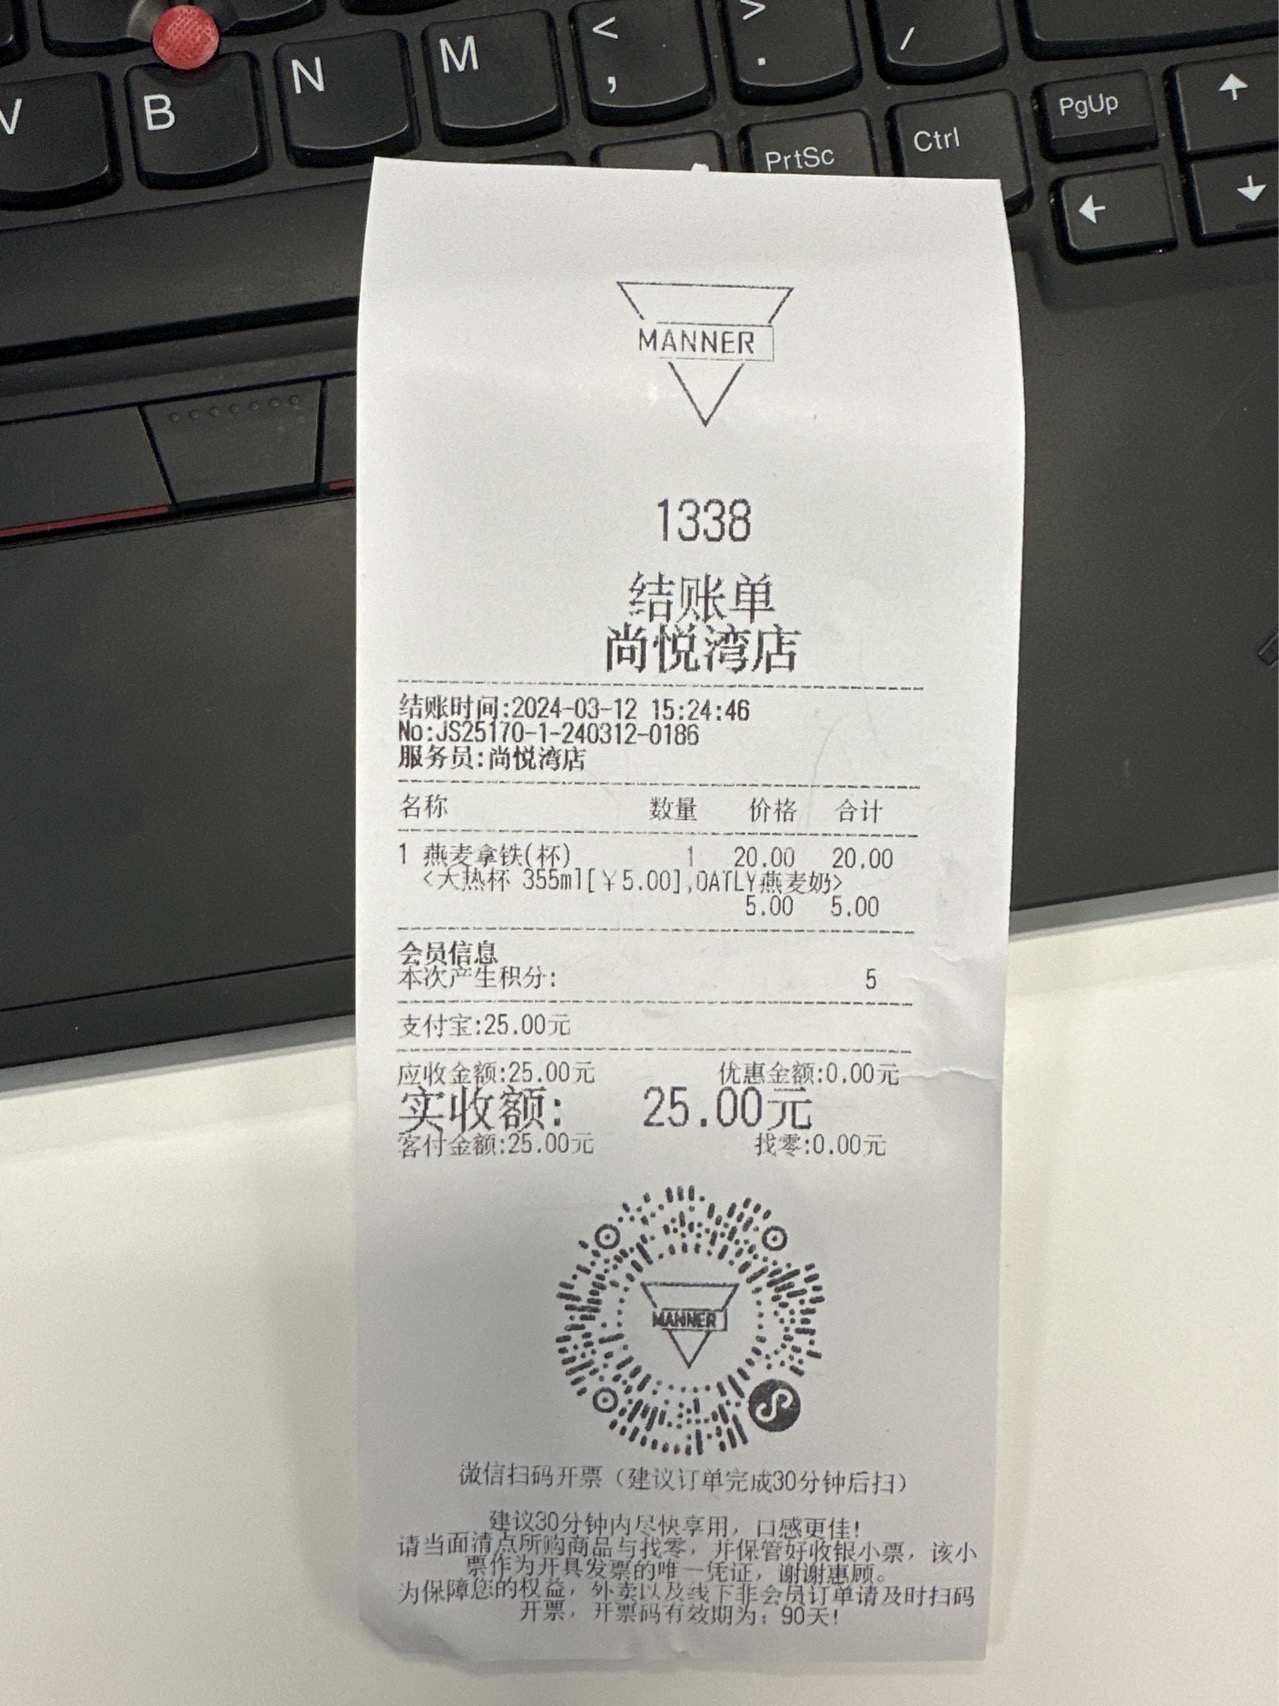 V
B
N
M
<
,
>
.
/
PrtSc
Ctrl
PgUp
MANNER
1338
结账单
尚悦湾店
结账时间:2024-03-12 15:24:46
No:JS25170-1-240312-0186
服务员:尚悦湾店
名称 数量 价格 合计
1 燕麦拿铁(杯) 1 20.00 20.00
<大热杯 355ml[¥5.00],OATLY燕麦奶>
5.00 5.00
会员信息
本次产生积分: 5
支付宝:25.00元
应收金额:25.00元 优惠金额:0.00元
实收额: 25.00元
客付金额:25.00元 找零:0.00元
MANNER
微信扫码开票（建议订单完成30分钟后扫）
建议30分钟内尽快享用，口感更佳!
请当面清点所购商品与找零，并保管好收银小票，该小
票作为开具发票的唯一凭证，谢谢惠顾。
为保障您的权益，外卖以及线下非会员订单请及时扫码
开票，开票码有效期为：90天!